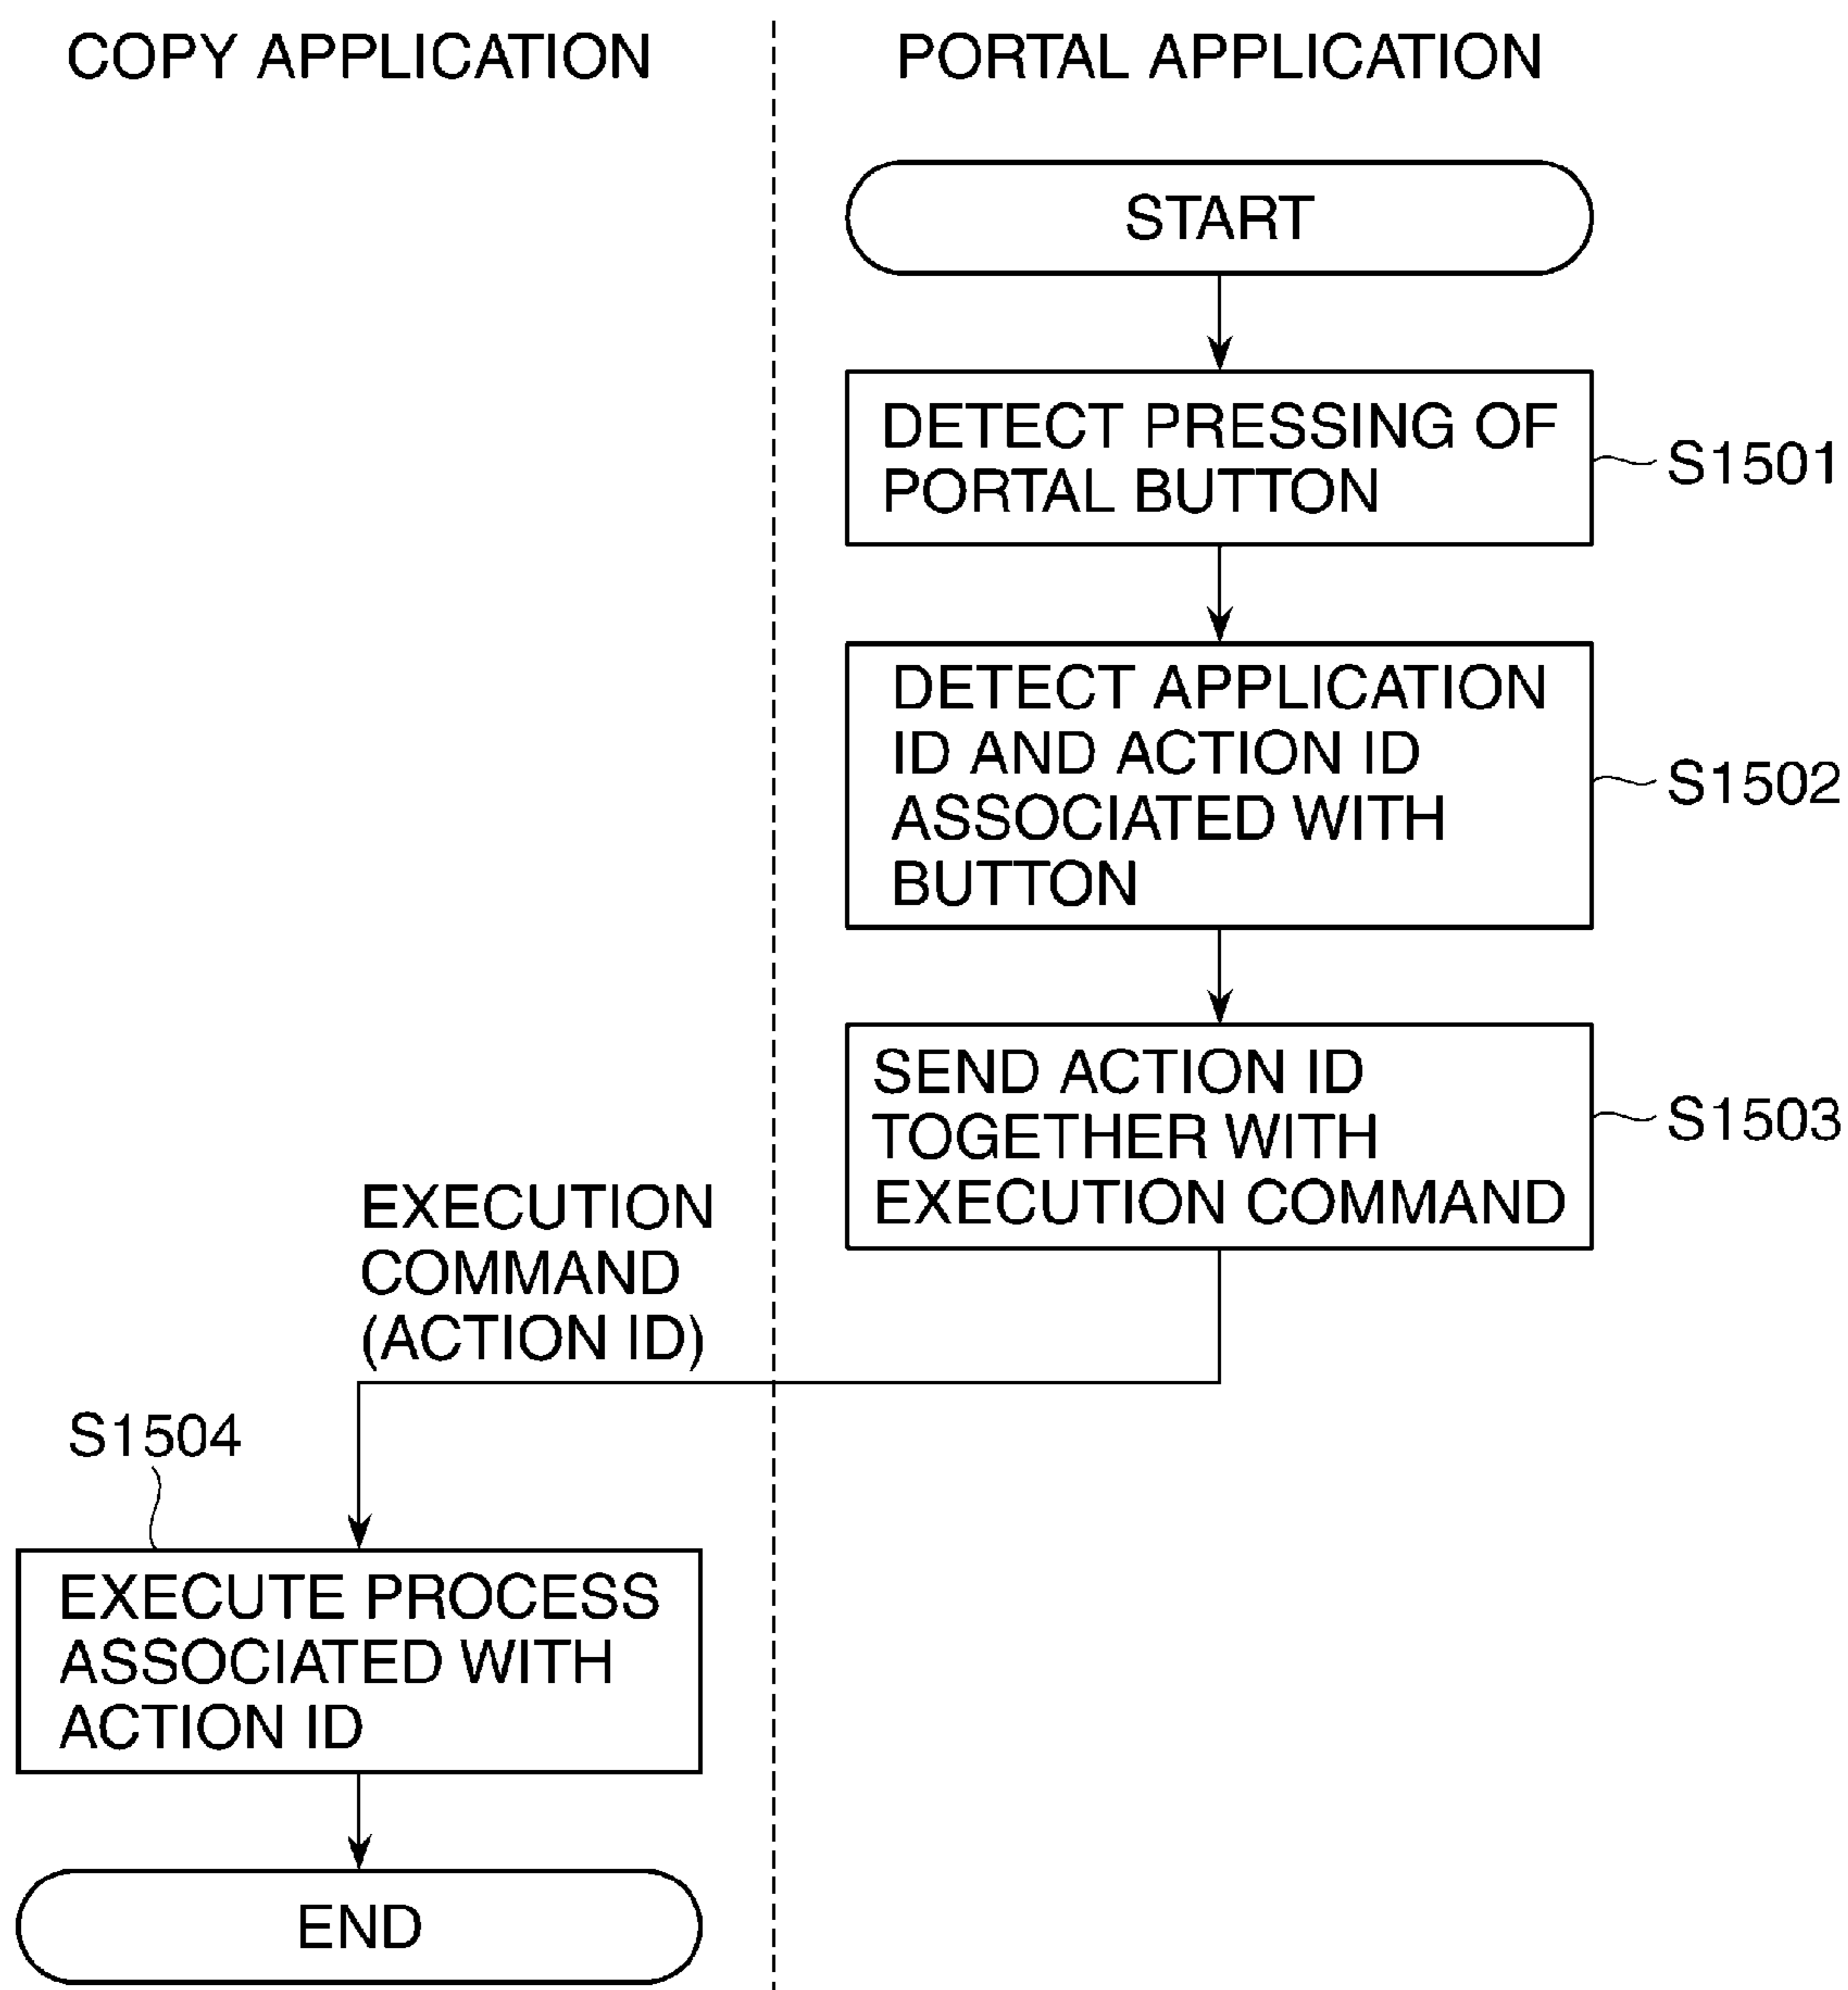 COPY APPLICATION
PORTAL APPLICATION
START
DETECT PRESSING OF
PORTAL BUTTON
S1501
DETECT APPLICATION
ID AND ACTION ID
ASSOCIATED WITH
BUTTON
S1502
SEND ACTION ID
TOGETHER WITH
EXECUTION COMMAND
S1503
EXECUTION
COMMAND
(ACTION ID)
S1504
EXECUTE PROCESS
ASSOCIATED WITH
ACTION ID
END